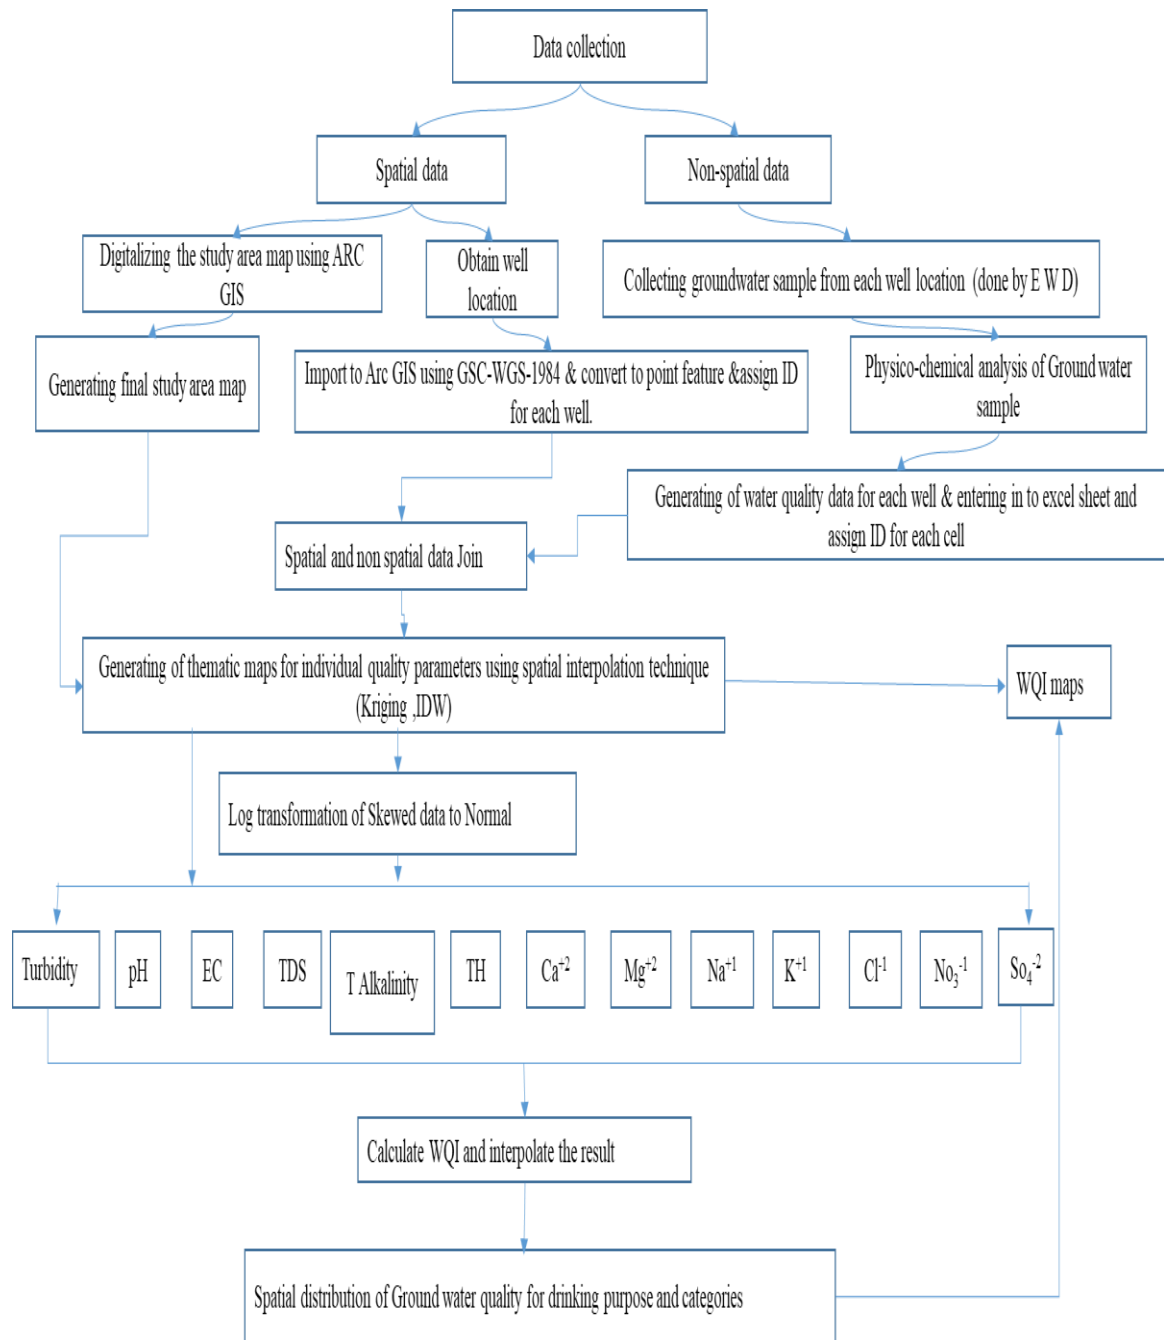 Data collection
Spatial data
Non-spatial data
Digitalizing the study area map using ARC
GIS
Obtain well
location
Collecting groundwater sample from each well location (done by E W D)
Generating final study area map
Import to Arc GIS using GSC-WGS-1984 & convert to point feature &assign ID
for each well.
Physico-chemical analysis of Ground water
sample
Generating of water quality data for each well & entering in to excel sheet and
assign ID for each cell
Spatial and non spatial data Join
Generating of thematic maps for individual quality parameters using spatial interpolation technique
(Kriging ,IDW)
WQI maps
Log transformation of Skewed data to Normal
Turbidity
pH
EC
TDS
T Alkalinity
TH
Ca+2
Mg+2
Na+1
K+1
Cl-1
No3-1
So4-2
Calculate WQI and interpolate the result
Spatial distribution of Ground water quality for drinking purpose and categories